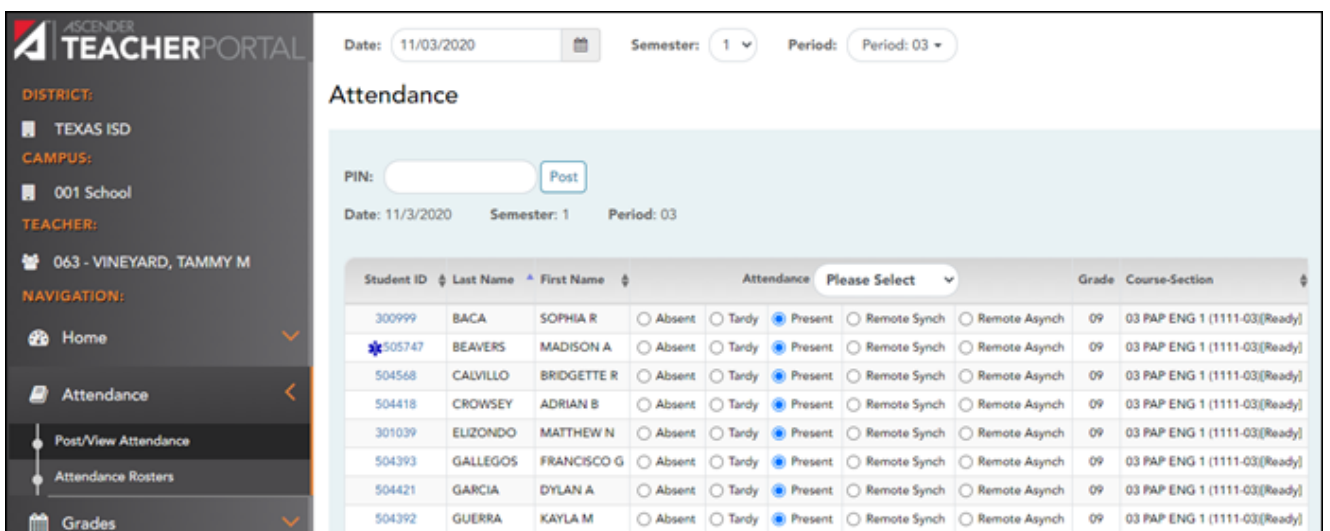 ASCENDER
TEACHERPORTAL
DISTRICT:
TEXAS ISD
CAMPUS:
001 School
TEACHER:
063 - VINEYARD, TAMMY M
NAVIGATION:
Home
Attendance
Post/View Attendance
Attendance Rosters
Grades
Date: 11/03/2020 Semester: 1 Period: Period: 03
Attendance
PIN: Post
Date: 11/3/2020 Semester: 1 Period: 03
Student ID Last Name First Name Attendance Please Select Grade Course-Section
300999 BACA SOPHIA R Absent Tardy Present Remote Synch Remote Asynch 09 03 PAP ENG 1 (1111-03)[Ready]
505747 BEAVERS MADISON A Absent Tardy Present Remote Synch Remote Asynch 09 03 PAP ENG 1 (1111-03)[Ready]
504568 CALVILLO BRIDGETTE R Absent Tardy Present Remote Synch Remote Asynch 09 03 PAP ENG 1 (1111-03)[Ready]
504418 CROWSEY ADRIAN B Absent Tardy Present Remote Synch Remote Asynch 09 03 PAP ENG 1 (1111-03)[Ready]
301039 ELIZONDO MATTHEW N Absent Tardy Present Remote Synch Remote Asynch 09 03 PAP ENG 1 (1111-03)[Ready]
504393 GALLEGOS FRANCISCO G Absent Tardy Present Remote Synch Remote Asynch 09 03 PAP ENG 1 (1111-03)[Ready]
504421 GARCIA DYLAN A Absent Tardy Present Remote Synch Remote Asynch 09 03 PAP ENG 1 (1111-03)[Ready]
504392 GUERRA KAYLA M Absent Tardy Present Remote Synch Remote Asynch 09 03 PAP ENG 1 (1111-03)[Ready]